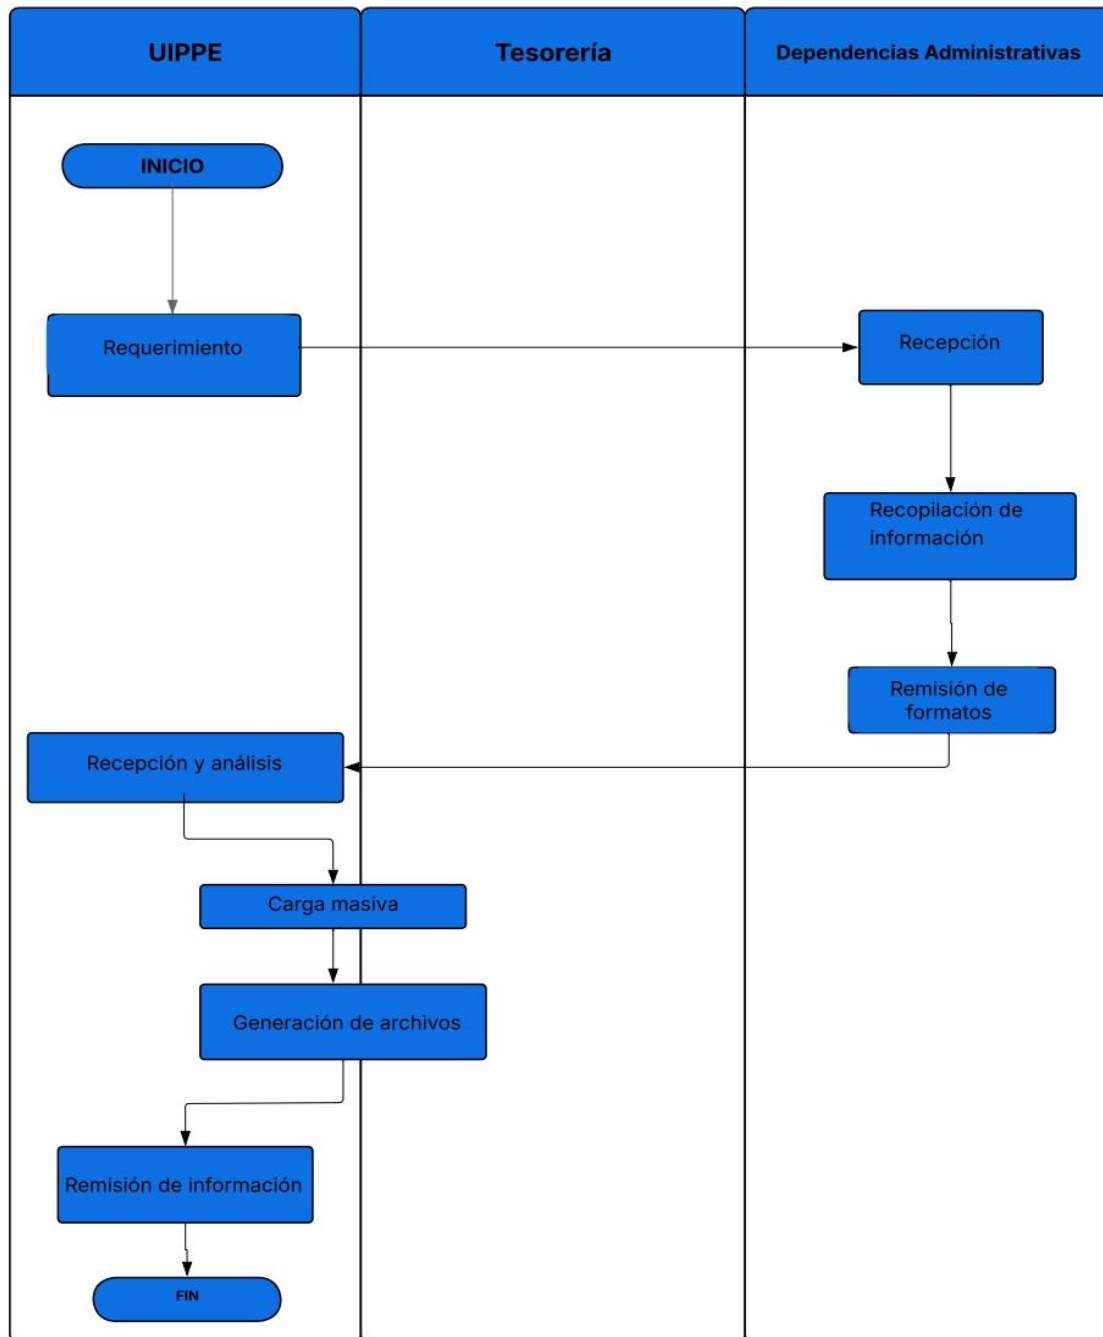 UIPPE
Tesorería
Dependencias Administrativas
INICIO
Requerimiento
Recepción
Recopilación de
información
Remisión de
formatos
Recepción y análisis
Carga masiva
Generación de archivos
Remisión de información
FIN